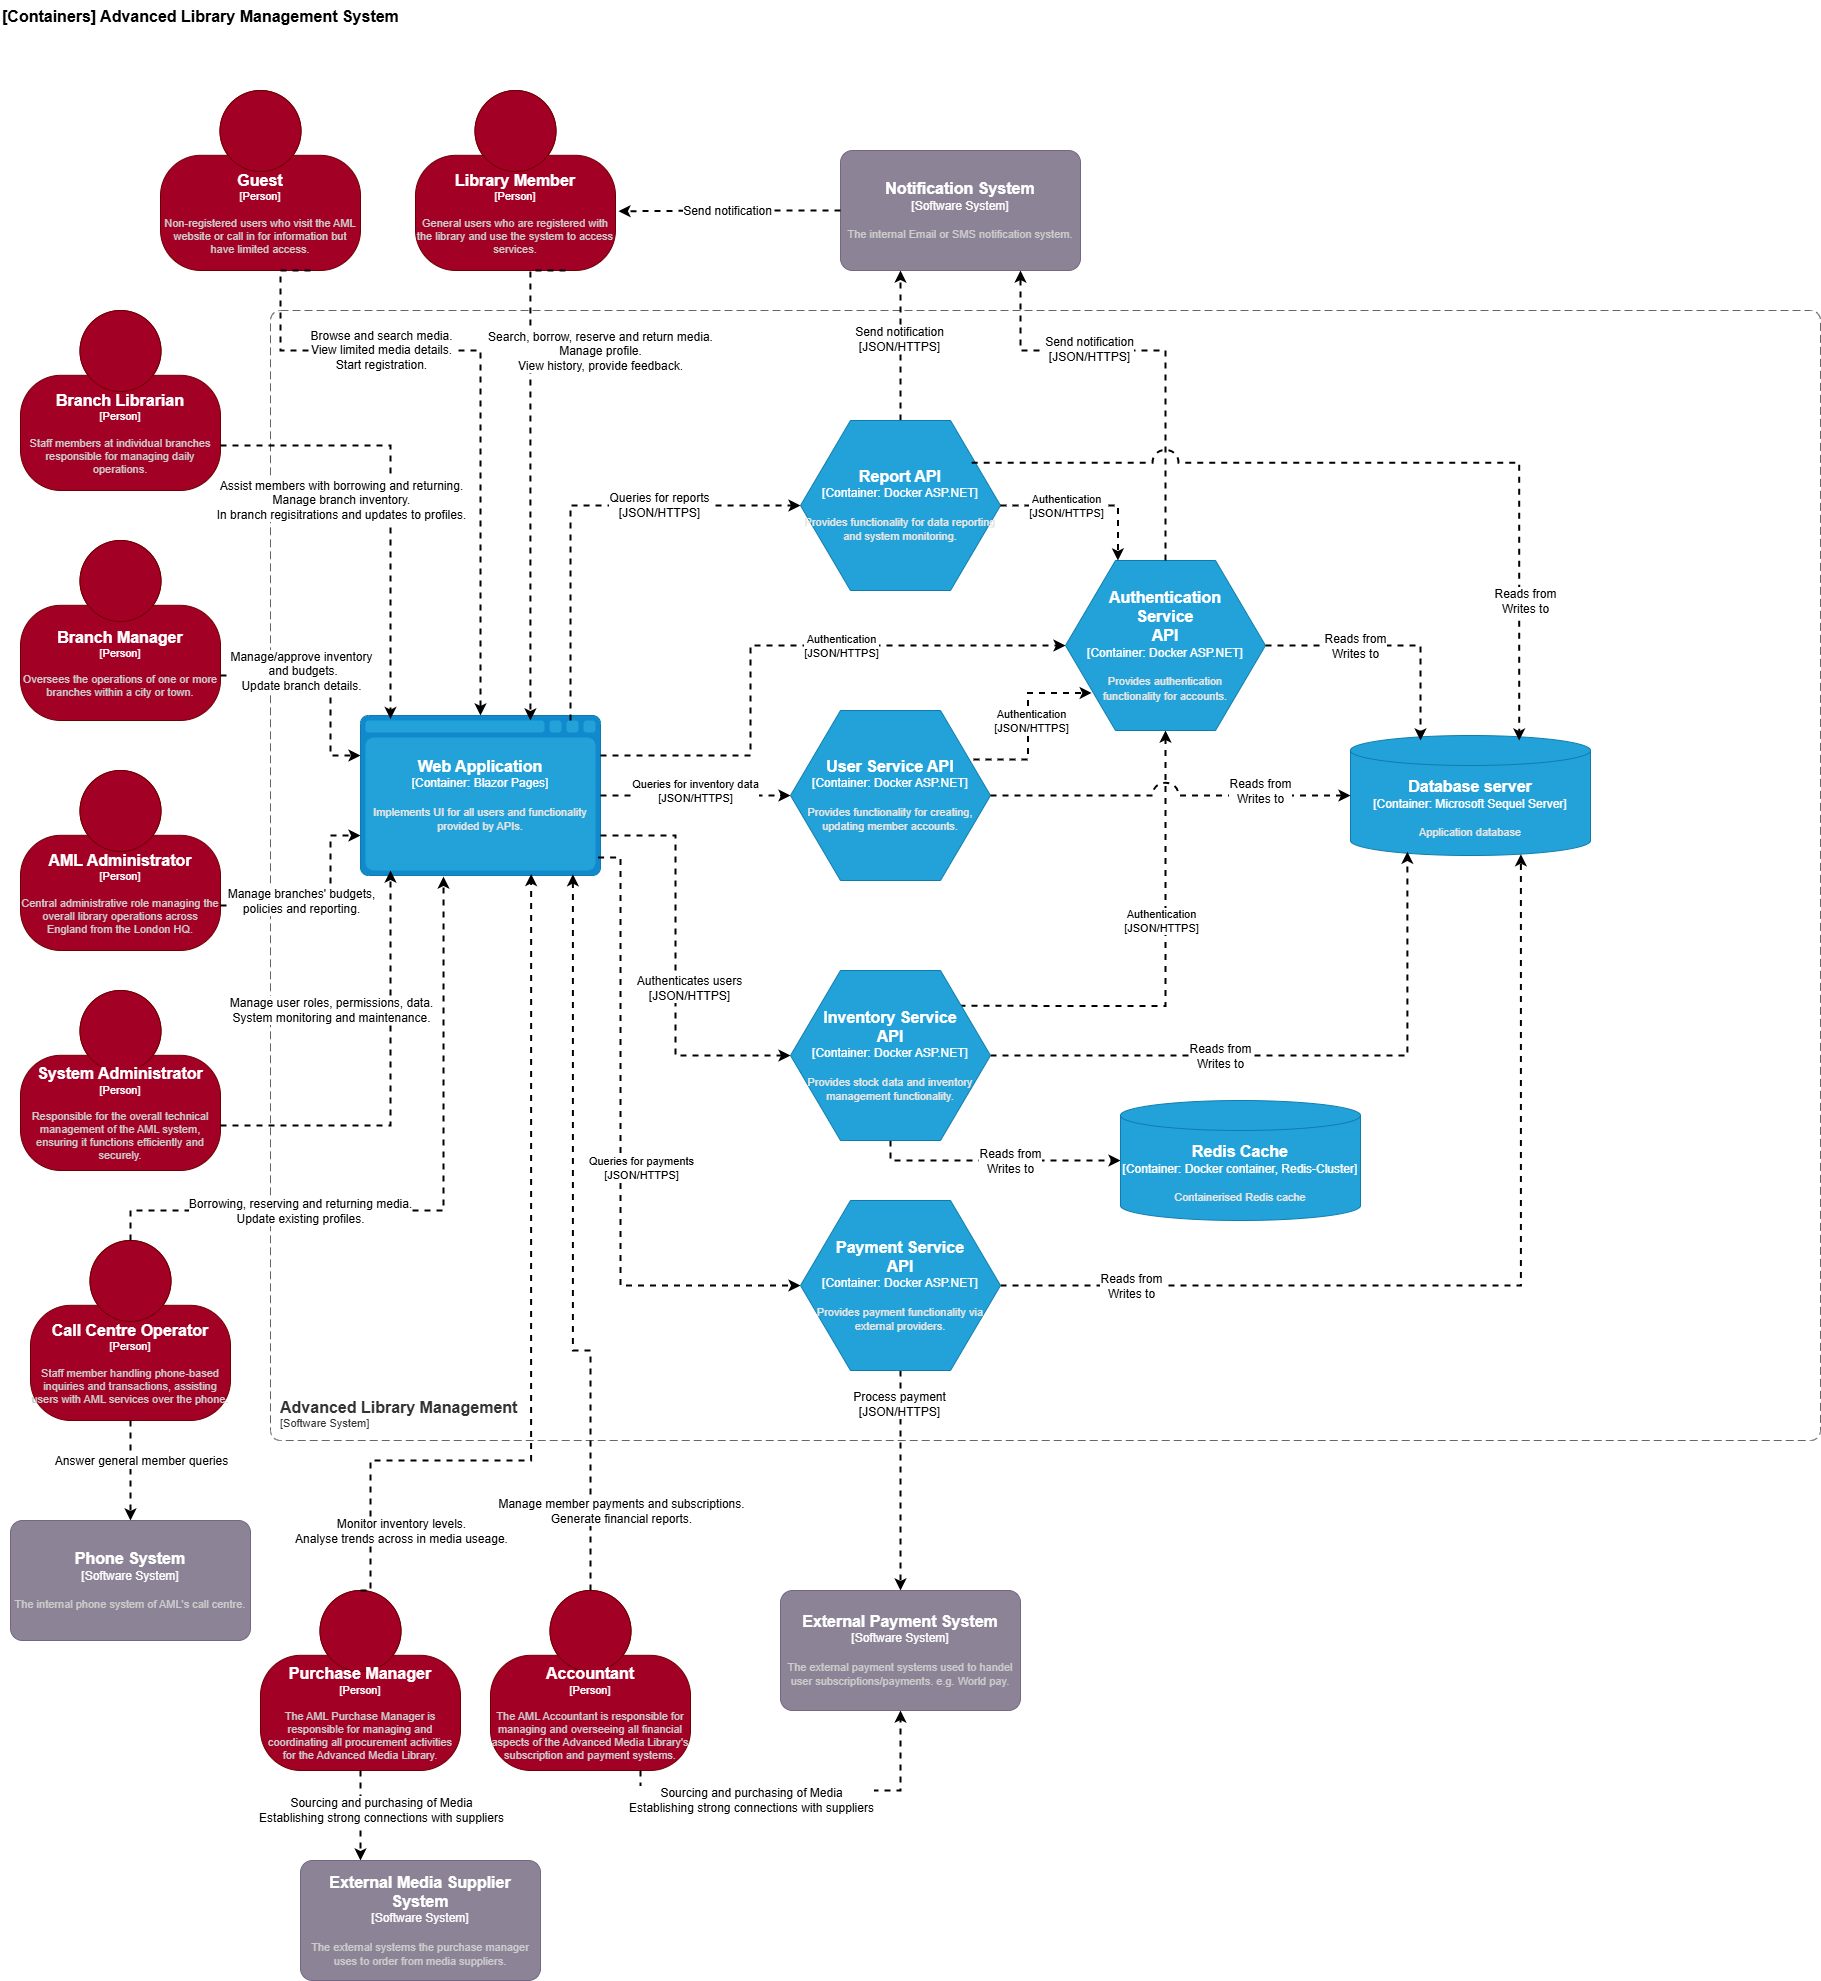 [Containers] Advanced Library Management System
Guest
[Person]
Non-registered users who visit the AML
website or call in for information but
have limited access.
Library Member
[Person]
General users who are registered with
the library and use the system to access
services.
Send notification
Notification System
[Software System]
The internal Email or SMS notification system.
Browse and search media.
View limited media details.
Start registration.
Search, borrow, reserve and return media.
Manage profile.
View history, provide feedback.
Send notification
[JSON/HTTPS]
Send notification
[JSON/HTTPS]
Branch Librarian
[Person]
Staff members at individual branches
responsible for managing daily
operations.
Assist members with borrowing and returning.
Manage branch inventory.
In branch regisitrations and updates to profiles.
Queries for reports
[JSON/HTTPS]
Report API
[Container: Docker ASP.NET]
Provides functionality for data reporting
and system monitoring.
Authentication
[JSON/HTTPS]
Authentication
Service
API
[Container: Docker ASP.NET]
Provides authentication
functionality for accounts.
Reads from
Writes to
Reads from
Writes to
Branch Manager
[Person]
Oversees the operations of one or more
branches within a city or town.
Manage/approve inventory
and budgets.
Update branch details.
Authentication
[JSON/HTTPS]
Authentication
[JSON/HTTPS]
Web Application
[Container: Blazor Pages]
Implements UI for all users and functionality
provided by APIs.
Queries for inventory data
[JSON/HTTPS]
User Service API
[Container: Docker ASP.NET]
Provides functionality for creating,
updating member accounts.
Reads from
Writes to
Database server
[Container: Microsoft Sequel Server]
Application database
AML Administrator
[Person]
Central administrative role managing the
overall library operations across
England from the London HQ.
Manage branches' budgets,
policies and reporting.
Authentication
[JSON/HTTPS]
Manage user roles, permissions, data.
System monitoring and maintenance.
Authenticates users
[JSON/HTTPS]
System Administrator
[Person]
Responsible for the overall technical
management of the AML system,
ensuring it functions efficiently and
securely.
Inventory Service
API
[Container: Docker ASP.NET]
Provides stock data and inventory
management functionality.
Reads from
Writes to
Reads from
Writes to
Redis Cache
[Container: Docker container, Redis-Cluster]
Containerised Redis cache
Queries for payments
[JSON/HTTPS]
Borrowing, reserving and returning media.
Update existing profiles.
Payment Service
API
[Container: Docker ASP.NET]
Provides payment functionality via
external providers.
Reads from
Writes to
Call Centre Operator
[Person]
Staff member handling phone-based
inquiries and transactions, assisting
users with AML services over the phone
Advanced Library Management
[Software System]
Process payment
[JSON/HTTPS]
Answer general member queries
Phone System
[Software System]
The internal phone system of AML's call centre.
Monitor inventory levels.
Analyse trends across in media useage.
Manage member payments and subscriptions.
Generate financial reports.
Purchase Manager
[Person]
The AML Purchase Manager is
responsible for managing and
coordinating all procurement activities
for the Advanced Media Library.
Accountant
[Person]
The AML Accountant is responsible for
managing and overseeing all financial
aspects of the Advanced Media Library's
subscription and payment systems.
External Payment System
[Software System]
The external payment systems used to handel
user subscriptions/payments. e.g. World pay.
Sourcing and purchasing of Media
Establishing strong connections with suppliers
Sourcing and purchasing of Media
Establishing strong connections with suppliers
External Media Supplier
System
[Software System]
The external systems the purchase manager
uses to order from media suppliers.